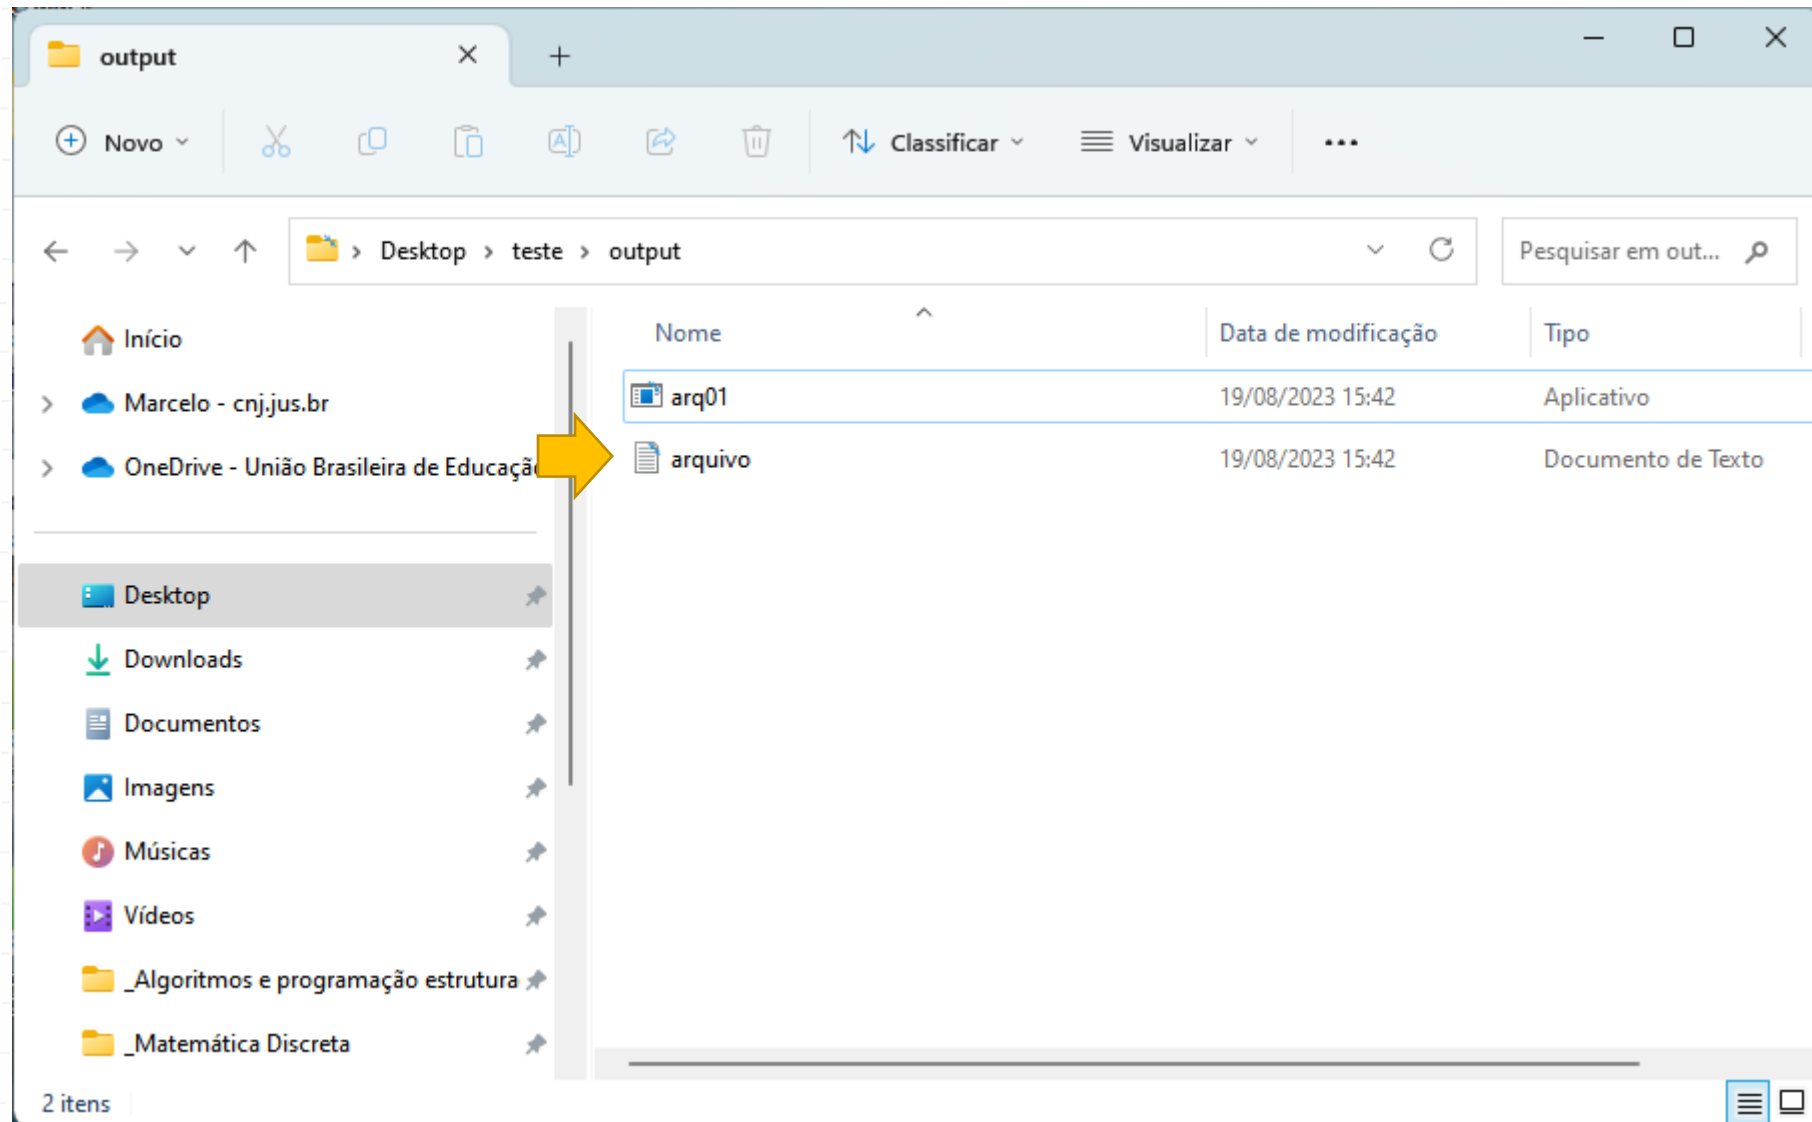 output
Novo
Classificar
Visualizar
Desktop > teste > output
Pesquisar em out...
Início
Marcelo - cnj.jus.br
OneDrive - União Brasileira de Educaçã
Desktop
Downloads
Documentos
Imagens
Músicas
Vídeos
_Algoritmos e programação estrutura
_Matemática Discreta
Nome Data de modificação Tipo
arq01 19/08/2023 15:42 Aplicativo
arquivo 19/08/2023 15:42 Documento de Texto
2 itens